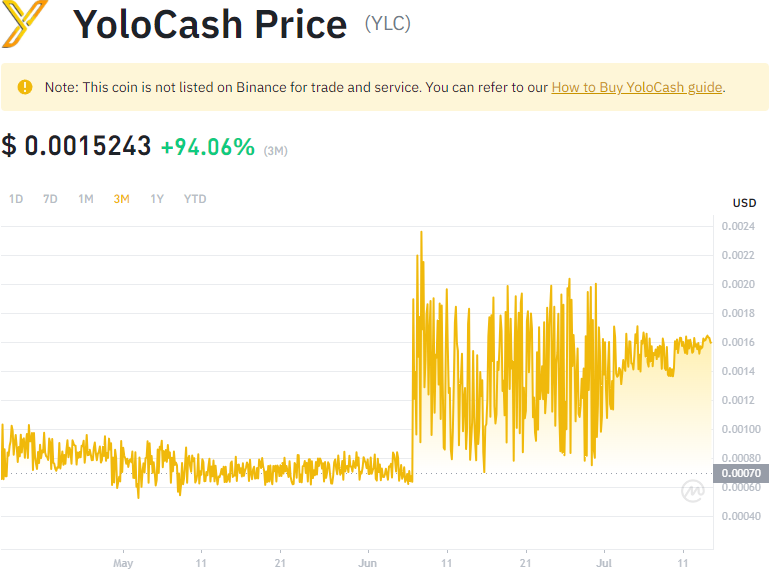 YoloCash Price (YLC)
Note: This coin is not listed on Binance for trade and service. You can refer to our How to Buy YoloCash guide.
$ 0.0015243 +94.06% (3M)
1D 7D 1M 3M 1Y YTD
USD
0.0024
0.0022
0.0020
0.0018
0.0016
0.0014
0.0012
0.00100
0.00080
0.00070
0.00060
0.00040
May 11 21 Jun 11 21 Jul 11